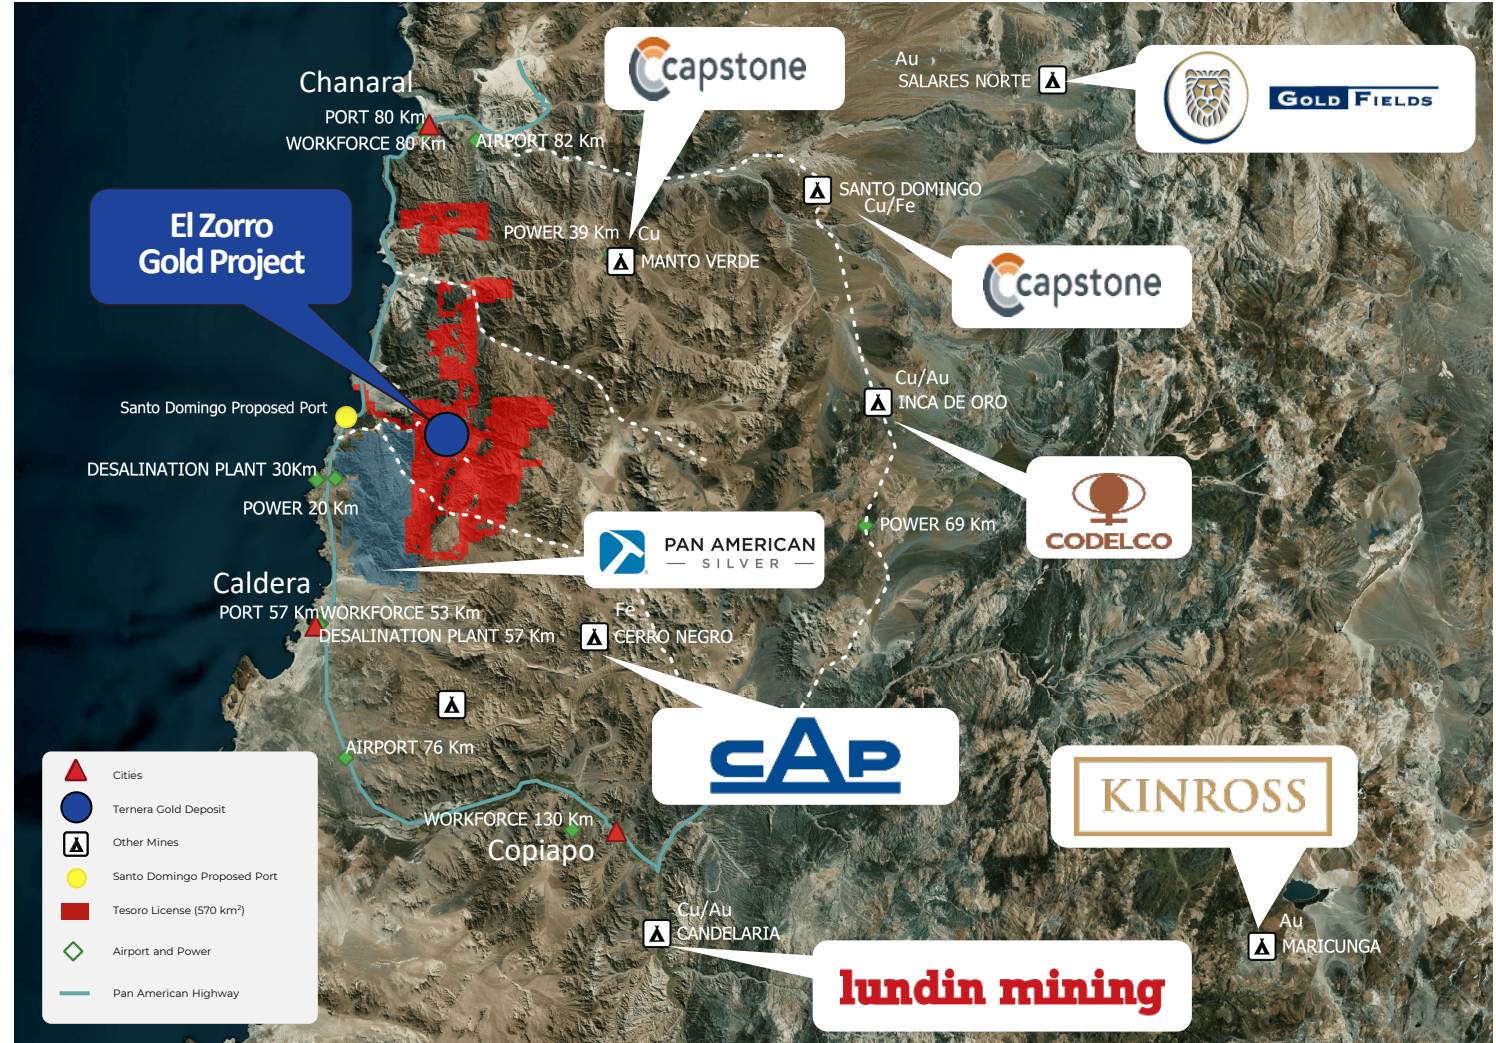 Chanaral
PORT 80 Km
WORKFORCE 80 Km
AIRPORT 82 Km
capstone
Au
SALARES NORTE
GOLD FIELDS
El Zorro
Gold Project
SANTO DOMINGO
Cu/Fe
POWER 39 Km
Cu
MANTO VERDE
capstone
Cu/Au
INCA DE ORO
Santo Domingo Proposed Port
DESALINATION PLANT 30Km
POWER 20 Km
CODELCO
POWER 69 Km
PAN AMERICAN
SILVER
Caldera
PORT 57 Km
WORKFORCE 53 Km
DESALINATION PLANT 57 Km
Fe
CERRO NEGRO
CAP
AIRPORT 76 Km
WORKFORCE 130 Km
Copiapo
KINROSS
Au
MARICUNGA
Cu/Au
CANDELARIA
lundin mining
Cities
Ternera Gold Deposit
Other Mines
Santo Domingo Proposed Port
Tesoro License (570 km²)
Airport and Power
Pan American Highway